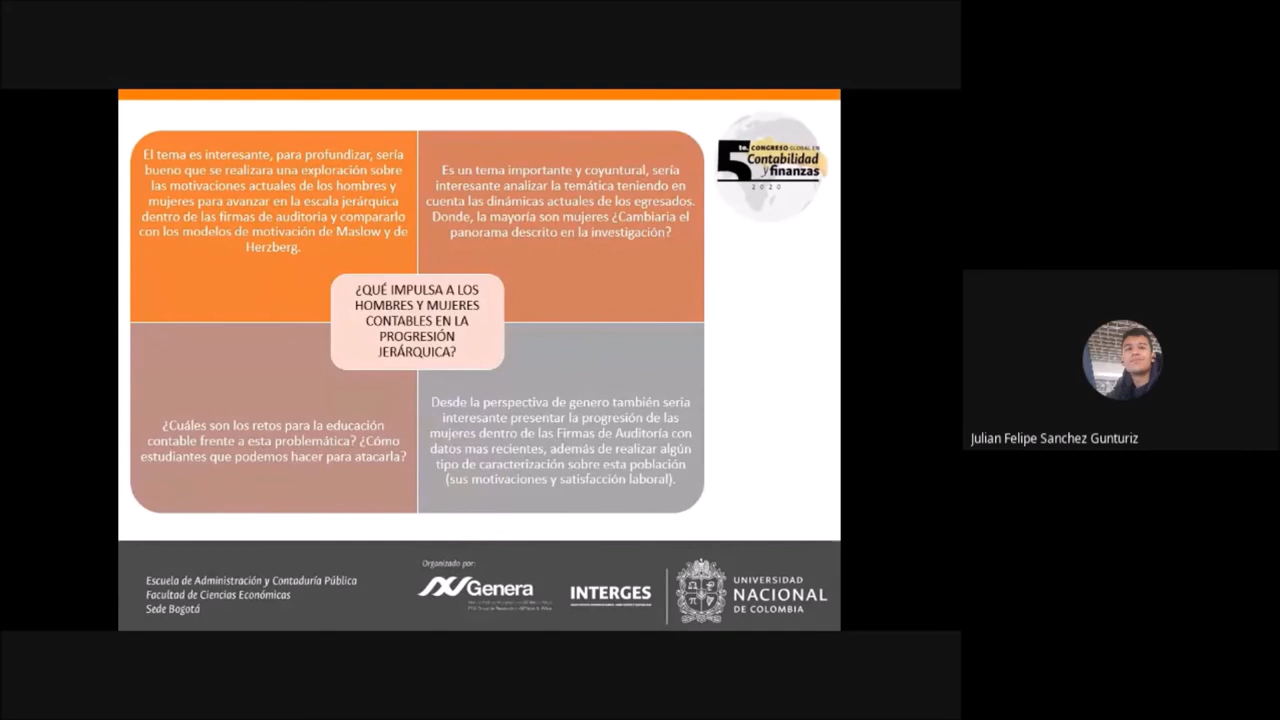 El tema es interesante, para profundizar, sería
bueno que se realizara una exploración sobre
las motivaciones actuales de los hombres y
mujeres para avanzar en la escala jerárquica
dentro de las firmas de auditoria y compararlo
con los modelos de motivación de Maslow y de
Herzberg.
Es un tema importante y coyuntural, sería
interesante analizar la temática teniendo en
cuenta las dinámicas actuales de los egresados.
Donde, la mayoría son mujeres ¿Cambiaria el
panorama descrito en la investigación?
5to. CONGRESO GLOBAL EN
Contabilidad
y finanzas
2020
¿QUÉ IMPULSA A LOS
HOMBRES Y MUJERES
CONTABLES EN LA
PROGRESIÓN
JERÁRQUICA?
¿Cuáles son los retos para la educación
contable frente a esta problemática? ¿Cómo
estudiantes que podemos hacer para atacarla?
Desde la perspectiva de genero también seria
interesante presentar la progresión de las
mujeres dentro de las Firmas de Auditoría con
datos mas recientes, además de realizar algún
tipo de caracterización sobre esta población
(sus motivaciones y satisfacción laboral).
Julian Felipe Sanchez Gunturiz
Escuela de Administración y Contaduría Pública
Facultad de Ciencias Económicas
Sede Bogotá
Organizado por:
Genera
INTERGES
UNIVERSIDAD
NACIONAL
DE COLOMBIA